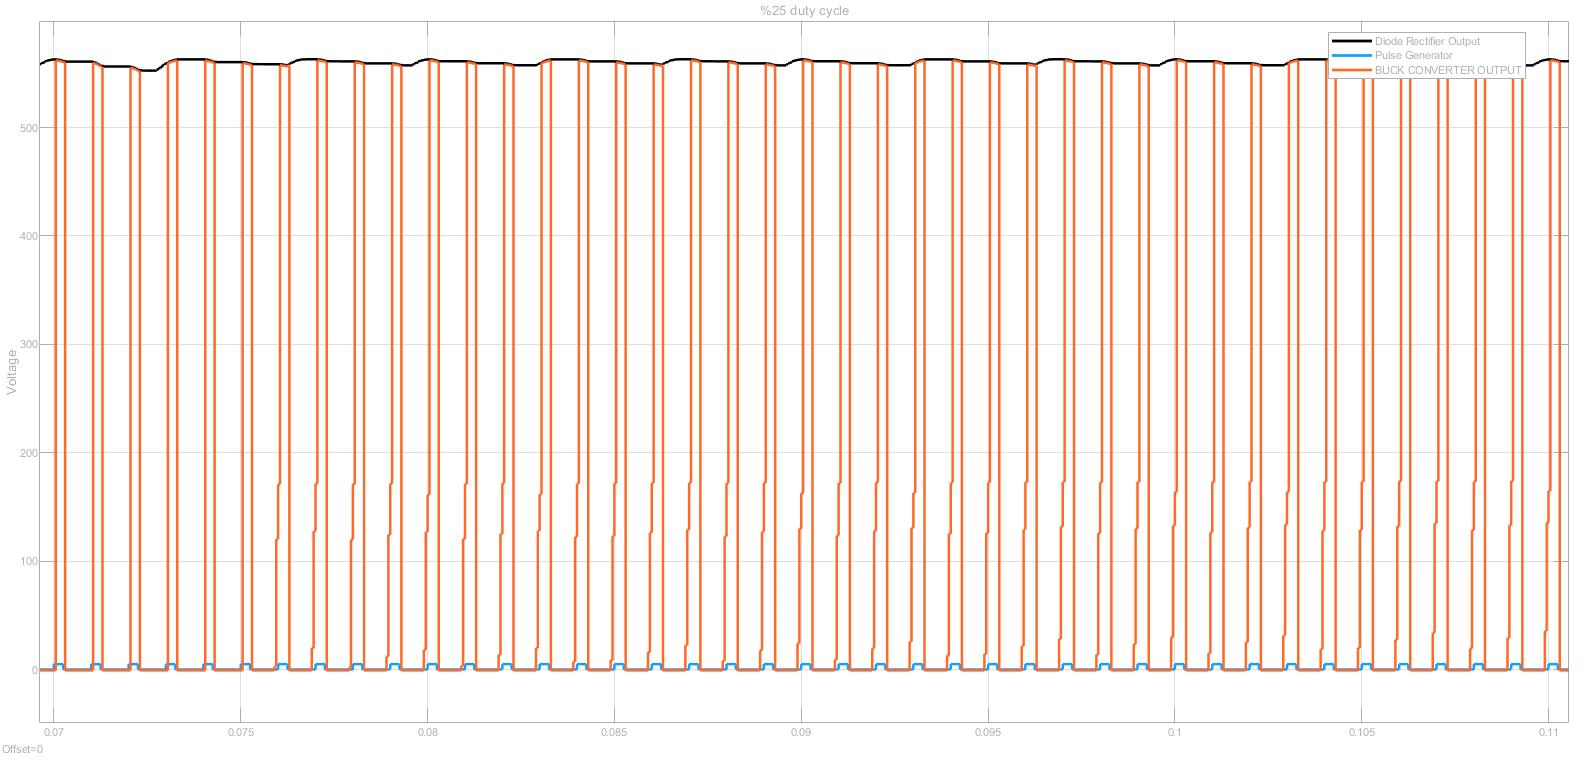 %25 duty cycle
Diode Rectifier Output
Pulse Generator
BUCK CONVERTER OUTPUT
Voltage
500
400
300
200
100
0
0.07 0.075 0.08 0.085 0.09 0.095 0.1 0.105 0.11
Offset=0